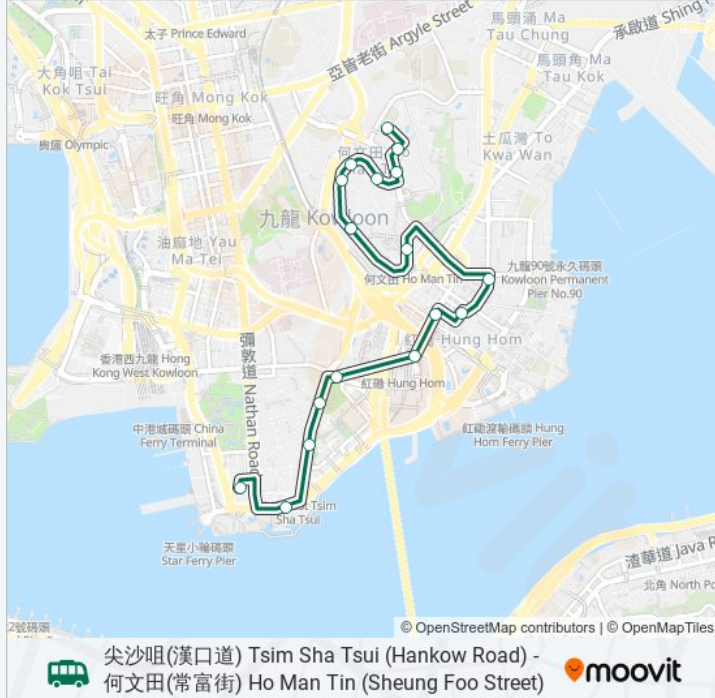 馬頭涌 Ma
Tau Chung
承啟道 Shing
太子 Prince Edward
亞皆老街 Argyle Street
大角咀 Tai
Kok Tsui
馬頭角 Ma
Tau Kok
旺角 Mong Kok
旺角 Mong Kok
奧運 Olympic
土瓜灣 To
Kwa Wan
何文田
九龍 Kowloon
油麻地 Yau
Ma Tei
何文田 Ho Man Tin
九龍90號永久碼頭
Kowloon Permanent
Pier No.90
Hung Hom
香港西九龍 Hong
Kong West Kowloon
彌敦道 Nathan Road
紅磡 Hung Hom
中港城碼頭 China
Ferry Terminal
紅磡渡輪碼頭 Hung
Hom Ferry Pier
Tsim
Sha Tsui
天星小輪碼頭
Star Ferry Pier
渣華道 Java R
北角 North Po
2號碼頭
© OpenStreetMap contributors | © OpenMapTiles
尖沙咀(漢口道) Tsim Sha Tsui (Hankow Road) -
何文田(常富街) Ho Man Tin (Sheung Foo Street)
moovit